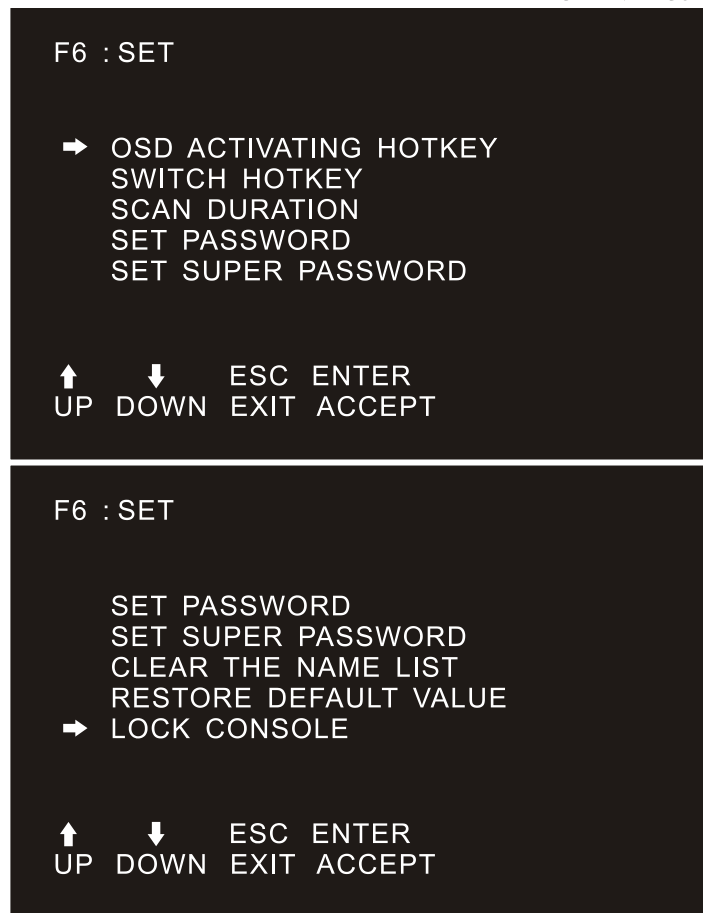 F6 : SET
➡ OSD ACTIVATING HOTKEY
SWITCH HOTKEY
SCAN DURATION
SET PASSWORD
SET SUPER PASSWORD
⬆ ⬇ ESC ENTER
UP DOWN EXIT ACCEPT
F6 : SET
SET PASSWORD
SET SUPER PASSWORD
CLEAR THE NAME LIST
RESTORE DEFAULT VALUE
➡ LOCK CONSOLE
⬆ ⬇ ESC ENTER
UP DOWN EXIT ACCEPT